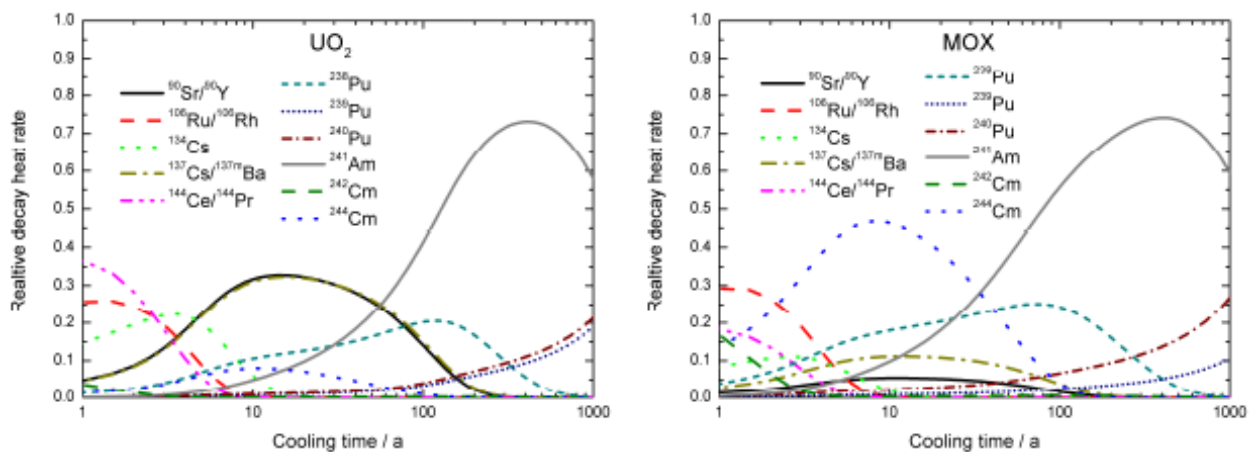 UO₂
Realtive decay heat rate
1.0
0.9
0.8
0.7
0.6
0.5
0.4
0.3
0.2
0.1
0.0
⁹⁰Sr/⁹⁰Y
¹⁰⁶Ru/¹⁰⁶Rh
¹³⁴Cs
¹³⁷Cs/¹³⁷ᵐBa
¹⁴⁴Ce/¹⁴⁴Pr
²³⁸Pu
²³⁹Pu
²⁴⁰Pu
²⁴¹Am
²⁴²Cm
²⁴⁴Cm
1 10 100 1000
Cooling time / a
MOX
Realtive decay heat rate
1.0
0.9
0.8
0.7
0.6
0.5
0.4
0.3
0.2
0.1
0.0
⁹⁰Sr/⁹⁰Y
¹⁰⁶Ru/¹⁰⁶Rh
¹³⁴Cs
¹³⁷Cs/¹³⁷ᵐBa
¹⁴⁴Ce/¹⁴⁴Pr
²³⁹Pu
²³⁹Pu
²⁴⁰Pu
²⁴¹Am
²⁴²Cm
²⁴⁴Cm
1 10 100 1000
Cooling time / a